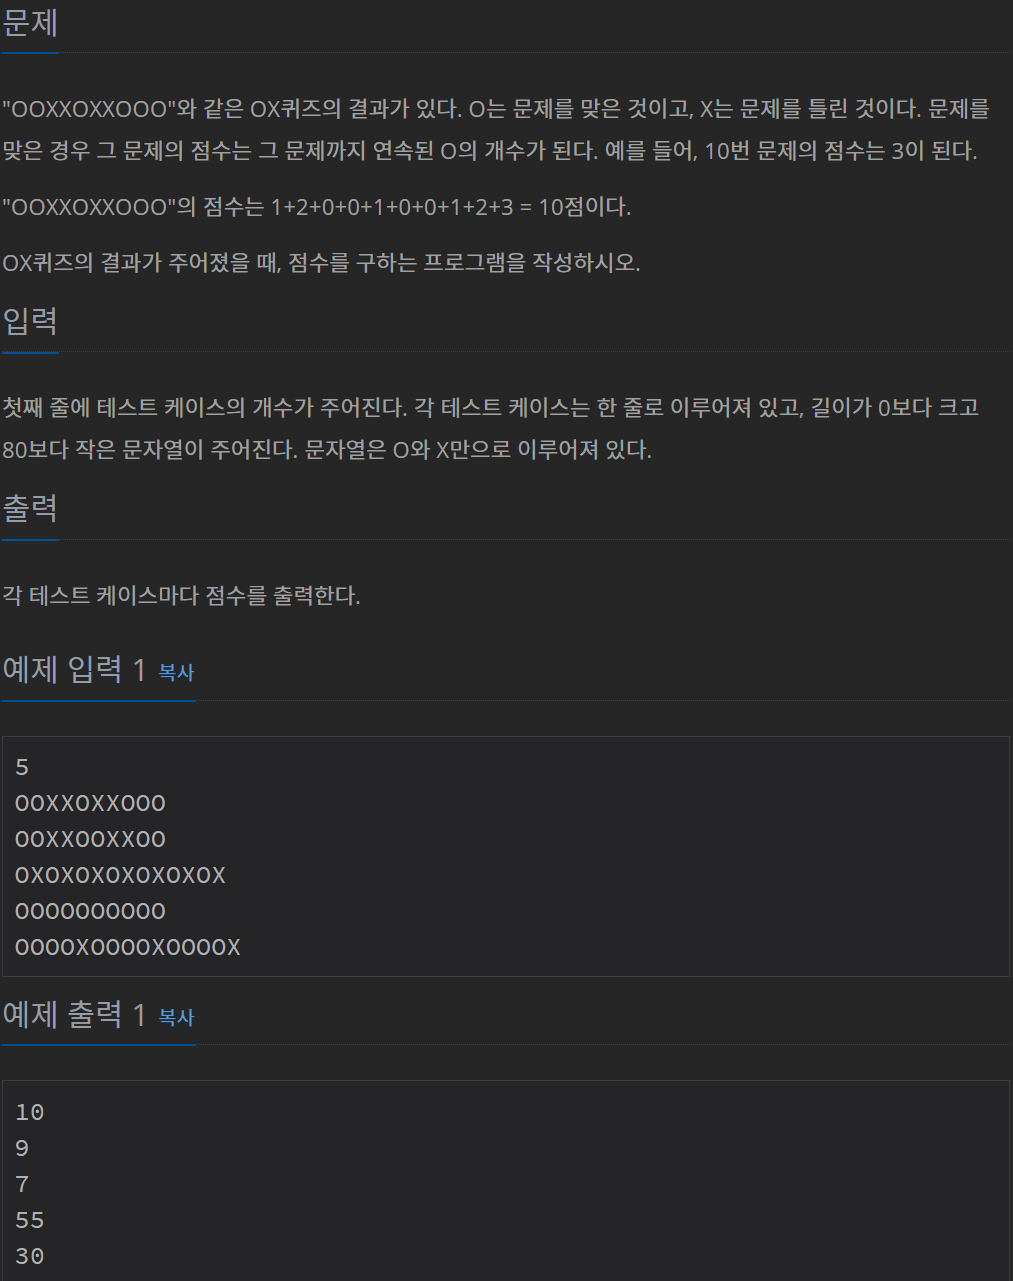 문제
"OOXXOXXOOO"와 같은 OX퀴즈의 결과가 있다. O는 문제를 맞은 것이고, X는 문제를 틀린 것이다. 문제를
맞은 경우 그 문제의 점수는 그 문제까지 연속된 O의 개수가 된다. 예를 들어, 10번 문제의 점수는 3이 된다.
"OOXXOXXOOO"의 점수는 1+2+0+0+1+0+0+1+2+3 = 10점이다.
OX퀴즈의 결과가 주어졌을 때, 점수를 구하는 프로그램을 작성하시오.
입력
첫째 줄에 테스트 케이스의 개수가 주어진다. 각 테스트 케이스는 한 줄로 이루어져 있고, 길이가 0보다 크고
80보다 작은 문자열이 주어진다. 문자열은 O와 X만으로 이루어져 있다.
출력
각 테스트 케이스마다 점수를 출력한다.
예제 입력 1 복사
5
OOXXOXXOOO
OOXXOOXXOO
OXOXOXOXOXOXOX
OOOOOOOOOO
OOOOXOOOOXOOOOX
예제 출력 1 복사
10
9
7
55
30